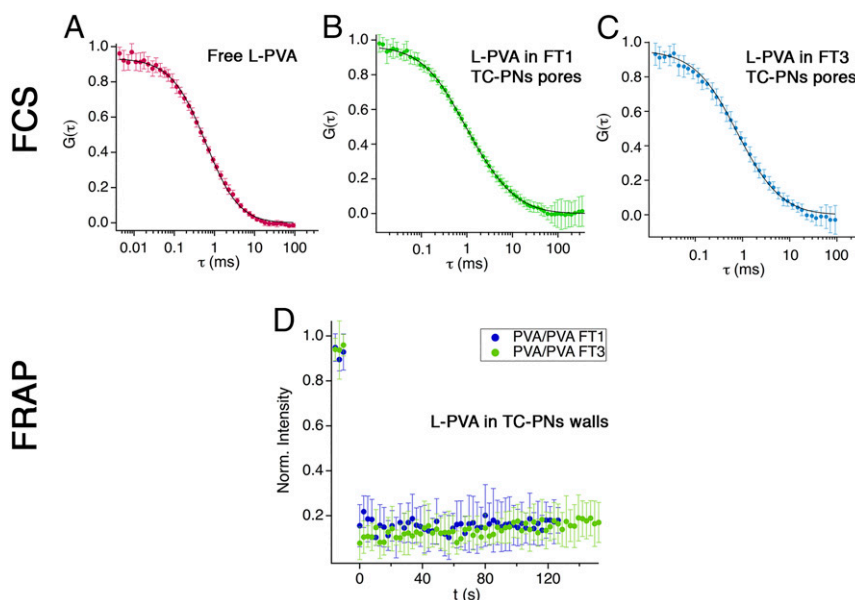 FCS
A
Free L-PVA
G(τ)
1.0
0.8
0.6
0.4
0.2
0.0
0.01 0.1 1 10 100
τ (ms)
B
L-PVA in FT1
TC-PNs pores
G(τ)
1.0
0.8
0.6
0.4
0.2
0.0
0.1 1 10 100
τ (ms)
C
L-PVA in FT3
TC-PNs pores
G(τ)
1.0
0.8
0.6
0.4
0.2
0.0
0.1 1 10 100
τ (ms)
FRAP
D
PVA/PVA FT1
PVA/PVA FT3
L-PVA in TC-PNs walls
Norm. Intensity
1.0
0.8
0.6
0.4
0.2
0 40 80 120
t (s)